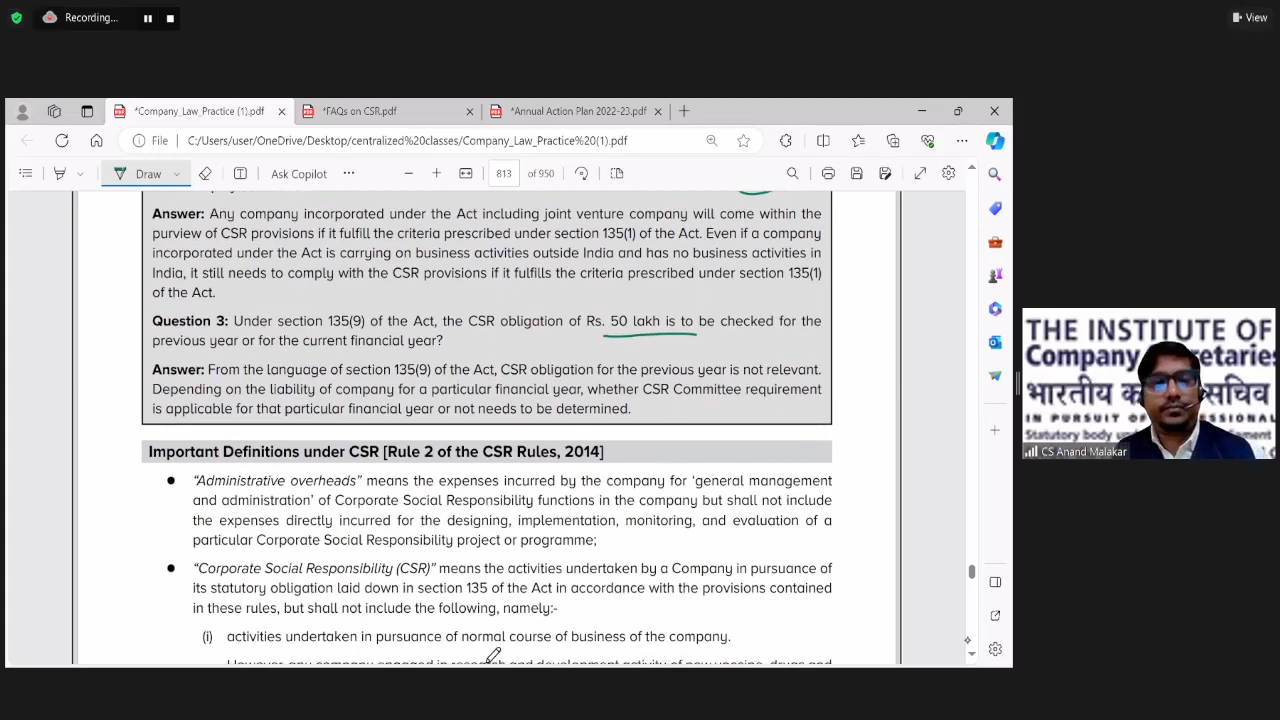 Recording...
View
*Company_Law_Practice (1).pdf
*FAQs on CSR.pdf
*Annual Action Plan 2022-23.pdf
File
C:/Users/user/OneDrive/Desktop/centralized%20classes/Company_Law_Practice%20(1).pdf
Draw
Ask Copilot
813
of 950
Answer: Any company incorporated under the Act including joint venture company will come within the
purview of CSR provisions if it fulfill the criteria prescribed under section 135(1) of the Act. Even if a company
incorporated under the Act is carrying on business activities outside India and has no business activities in
India, it still needs to comply with the CSR provisions if it fulfills the criteria prescribed under section 135(1)
of the Act.
Question 3: Under section 135(9) of the Act, the CSR obligation of Rs. 50 lakh is to be checked for the
previous year or for the current financial year?
Answer: From the language of section 135(9) of the Act, CSR obligation for the previous year is not relevant.
Depending on the liability of company for a particular financial year, whether CSR Committee requirement
is applicable for that particular financial year or not needs to be determined.
Important Definitions under CSR [Rule 2 of the CSR Rules, 2014]
● "Administrative overheads" means the expenses incurred by the company for 'general management
and administration' of Corporate Social Responsibility functions in the company but shall not include
the expenses directly incurred for the designing, implementation, monitoring, and evaluation of a
particular Corporate Social Responsibility project or programme;
● "Corporate Social Responsibility (CSR)" means the activities undertaken by a Company in pursuance of
its statutory obligation laid down in section 135 of the Act in accordance with the provisions contained
in these rules, but shall not include the following, namely:-
(i) activities undertaken in pursuance of normal course of business of the company.
However, any company engaged in research and development activity of new vaccine, drugs and
THE INSTITUTE OF
Company
retaries
भारतीय
सचिव
IN PURSUIT OF
Statutory body
CS Anand Malakar